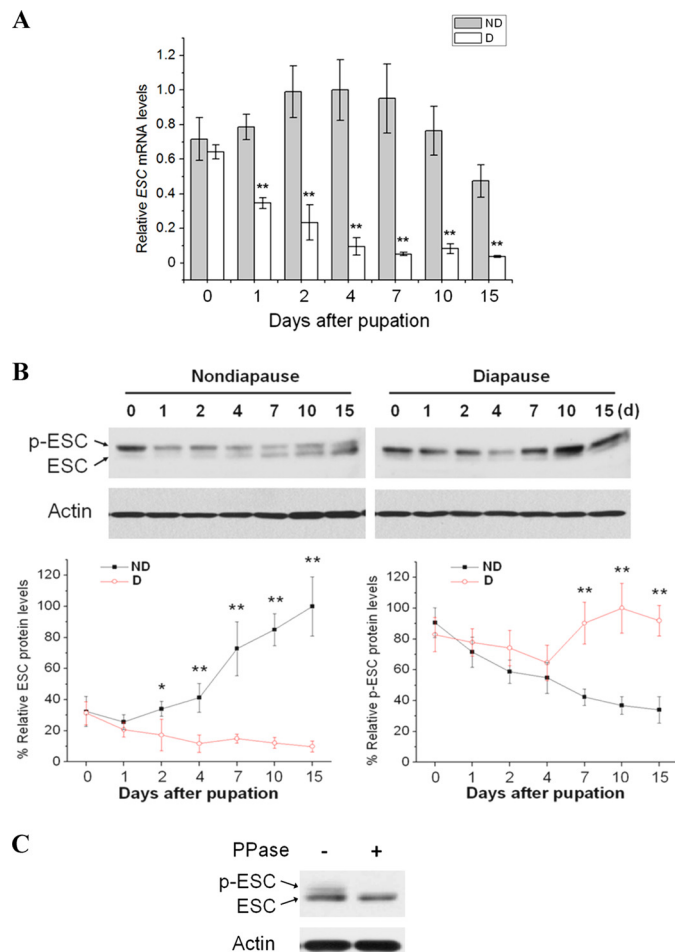 A
ND
D
Relative ESC mRNA levels
1.2
1.0
0.8
0.6
0.4
0.2
0
** ** ** ** ** **
0 1 2 4 7 10 15
Days after pupation
B
Nondiapause Diapause
0 1 2 4 7 10 15 0 1 2 4 7 10 15 (d)
p-ESC
ESC
Actin
ND
D
% Relative ESC protein levels
120
100
80
60
40
20
0
* ** ** ** **
0 1 2 4 7 10 15
Days after pupation
ND
D
% Relative p-ESC protein levels
120
100
80
60
40
20
0
** ** **
0 1 2 4 7 10 15
Days after pupation
C
PPase - +
p-ESC
ESC
Actin